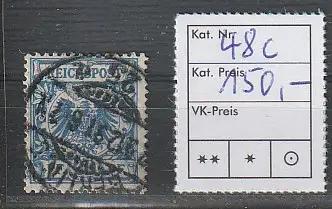 REICHSPOST
Kat. Nr.
48c
Kat. Preis
150,-
VK-Preis
** * ⊙